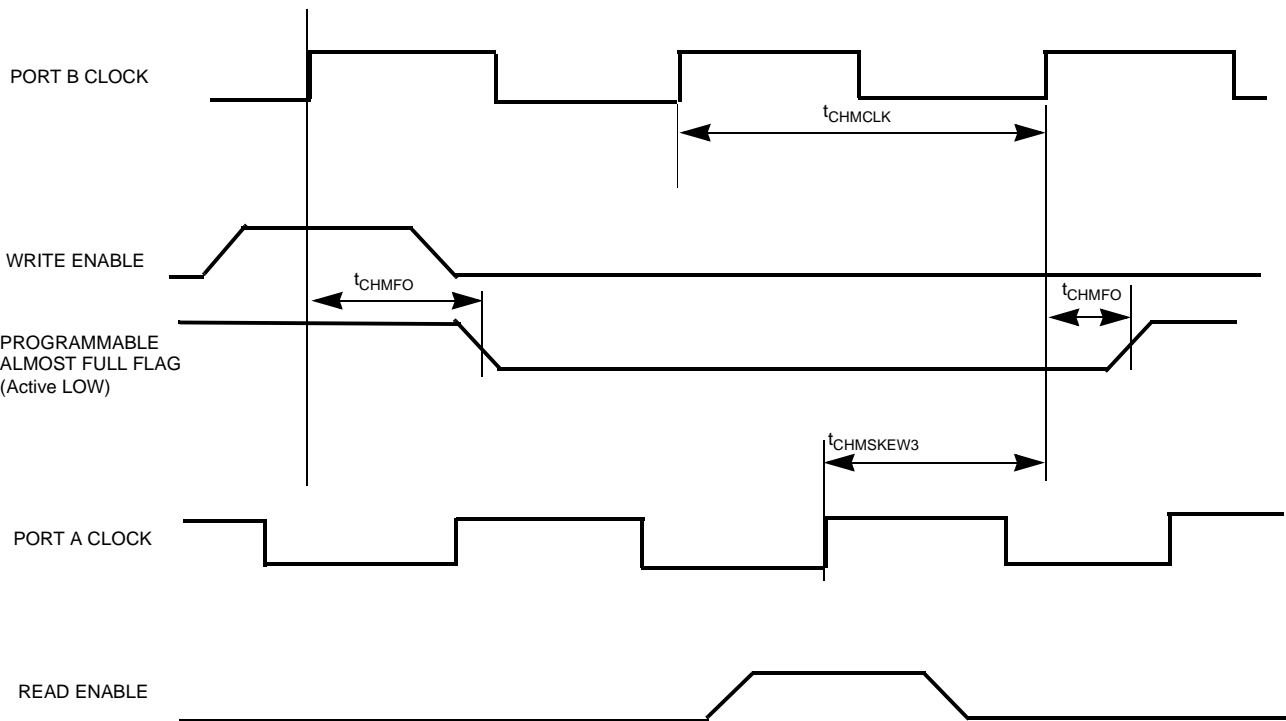 PORT B CLOCK
tCHMCLK
WRITE ENABLE
tCHMFO
tCHMFO
PROGRAMMABLE
ALMOST FULL FLAG
(Active LOW)
tCHMSKEW3
PORT A CLOCK
READ ENABLE